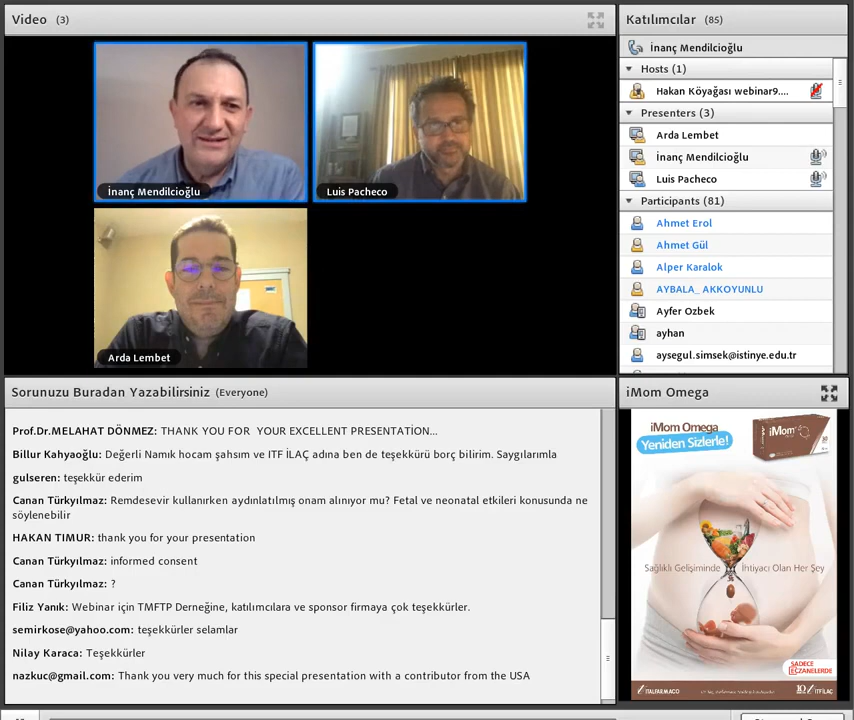 Video (3)
İnanç Mendilcioğlu
Luis Pacheco
Arda Lembet
Katılımcılar (85)
İnanç Mendilcioğlu
Hosts (1)
Hakan Köyağası webinar9....
Presenters (3)
Arda Lembet
İnanç Mendilcioğlu
Luis Pacheco
Participants (81)
Ahmet Erol
Ahmet Gül
Alper Karalok
AYBALA_ AKKOYUNLU
Ayfer Ozbek
ayhan
aysegul.simsek@istinye.edu.tr
Sorunuzu Buradan Yazabilirsiniz (Everyone)
Prof.Dr.MELAHAT DÖNMEZ: THANK YOU FOR YOUR EXCELLENT PRESENTATİON...
Billur Kahyaoğlu: Değerli Namık hocam şahsım ve ITF İLAÇ adına ben de teşekkürü borç bilirim. Saygılarımla
gulseren: teşekkür ederim
Canan Türkyılmaz: Remdesevir kullanırken aydınlatılmış onam alınıyor mu? Fetal ve neonatal etkileri konusunda ne
söylenebilir
HAKAN TIMUR: thank you for your presentation
Canan Türkyılmaz: informed consent
Canan Türkyılmaz: ?
Filiz Yanık: Webinar için TMFTP Derneğine, katılımcılara ve sponsor firmaya çok teşekkürler.
semirkose@yahoo.com: teşekkürler selamlar
Nilay Karaca: Teşekkürler
nazkuc@gmail.com: Thank you very much for this special presentation with a contributor from the USA
iMom Omega
iMom Omega
Yeniden Sizlerle!
iMom
Sağlıklı Gelişiminde İhtiyacı Olan Her Şey
SADECE
ECZANELERDE
ITALFARMACO
ITF İLAÇ